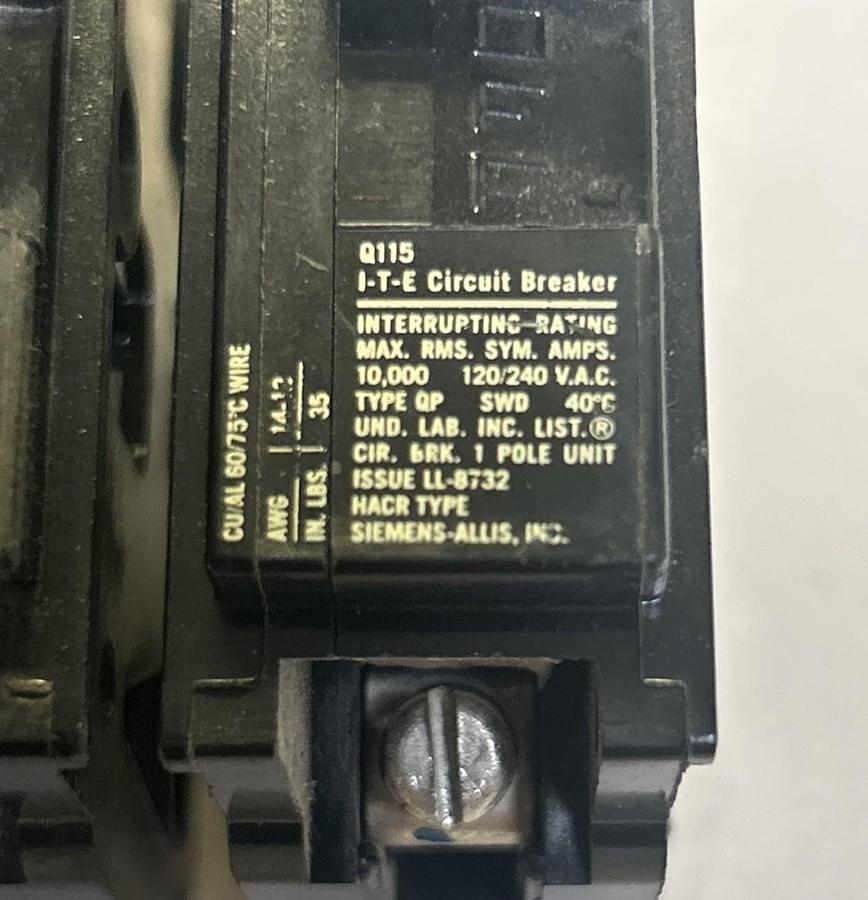 Q115
I-T-E Circuit Breaker
INTERRUPTING RATING
MAX. RMS. SYM. AMPS.
10,000 120/240 V.A.C.
TYPE QP SWD 40°C
UND. LAB. INC. LIST.®
CIR. BRK. 1 POLE UNIT
ISSUE LL-8732
HACR TYPE
SIEMENS-ALLIS, INC.
CU/AL 60/75°C WIRE
AWG 14-12
IN. LBS. 35